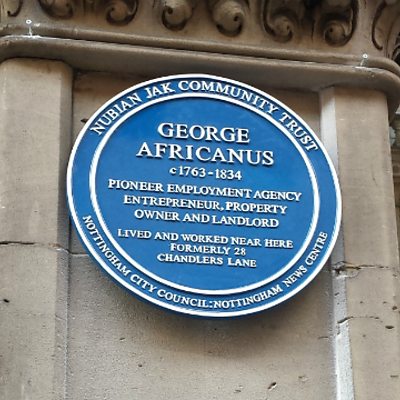 NUBIAN JAK COMMUNITY TRUST
GEORGE
AFRICANUS
c1763-1834
PIONEER EMPLOYMENT AGENCY
ENTREPRENEUR, PROPERTY
OWNER AND LANDLORD
LIVED AND WORKED NEAR HERE
FORMERLY 28
CHANDLERS LANE
NOTTINGHAM CITY COUNCIL:NOTTINGHAM NEWS CENTRE